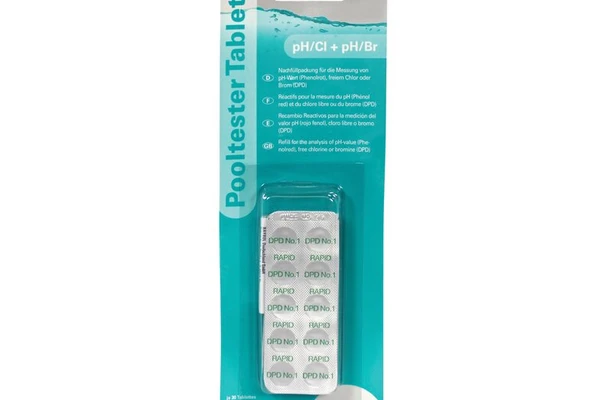 Pooltester Tablet
pH/Cl + pH/Br
D
Nachfüllpackung für die Messung von
pH-Wert (Phenolrot), freiem Chlor oder
Brom (DPD)
F
Réactifs pour la mesure du pH (Phénol
red) et du chlore libre ou du brome (DPD)
E
Recambio Reactivos para la medición del
valor pH (rojo fenol), cloro libre o bromo
(DPD)
GB
Refill for the analysis of pH-value (Phe-
nolred), free chlorine or bromine (DPD)
DPD No.1 DPD No.1
RAPID RAPID
DPD No.1 DPD No.1
RAPID RAPID
DPD No.1 DPD No.1
RAPID RAPID
DPD No.1 DPD No.1
RAPID RAPID
DPD No.1 DPD No.1